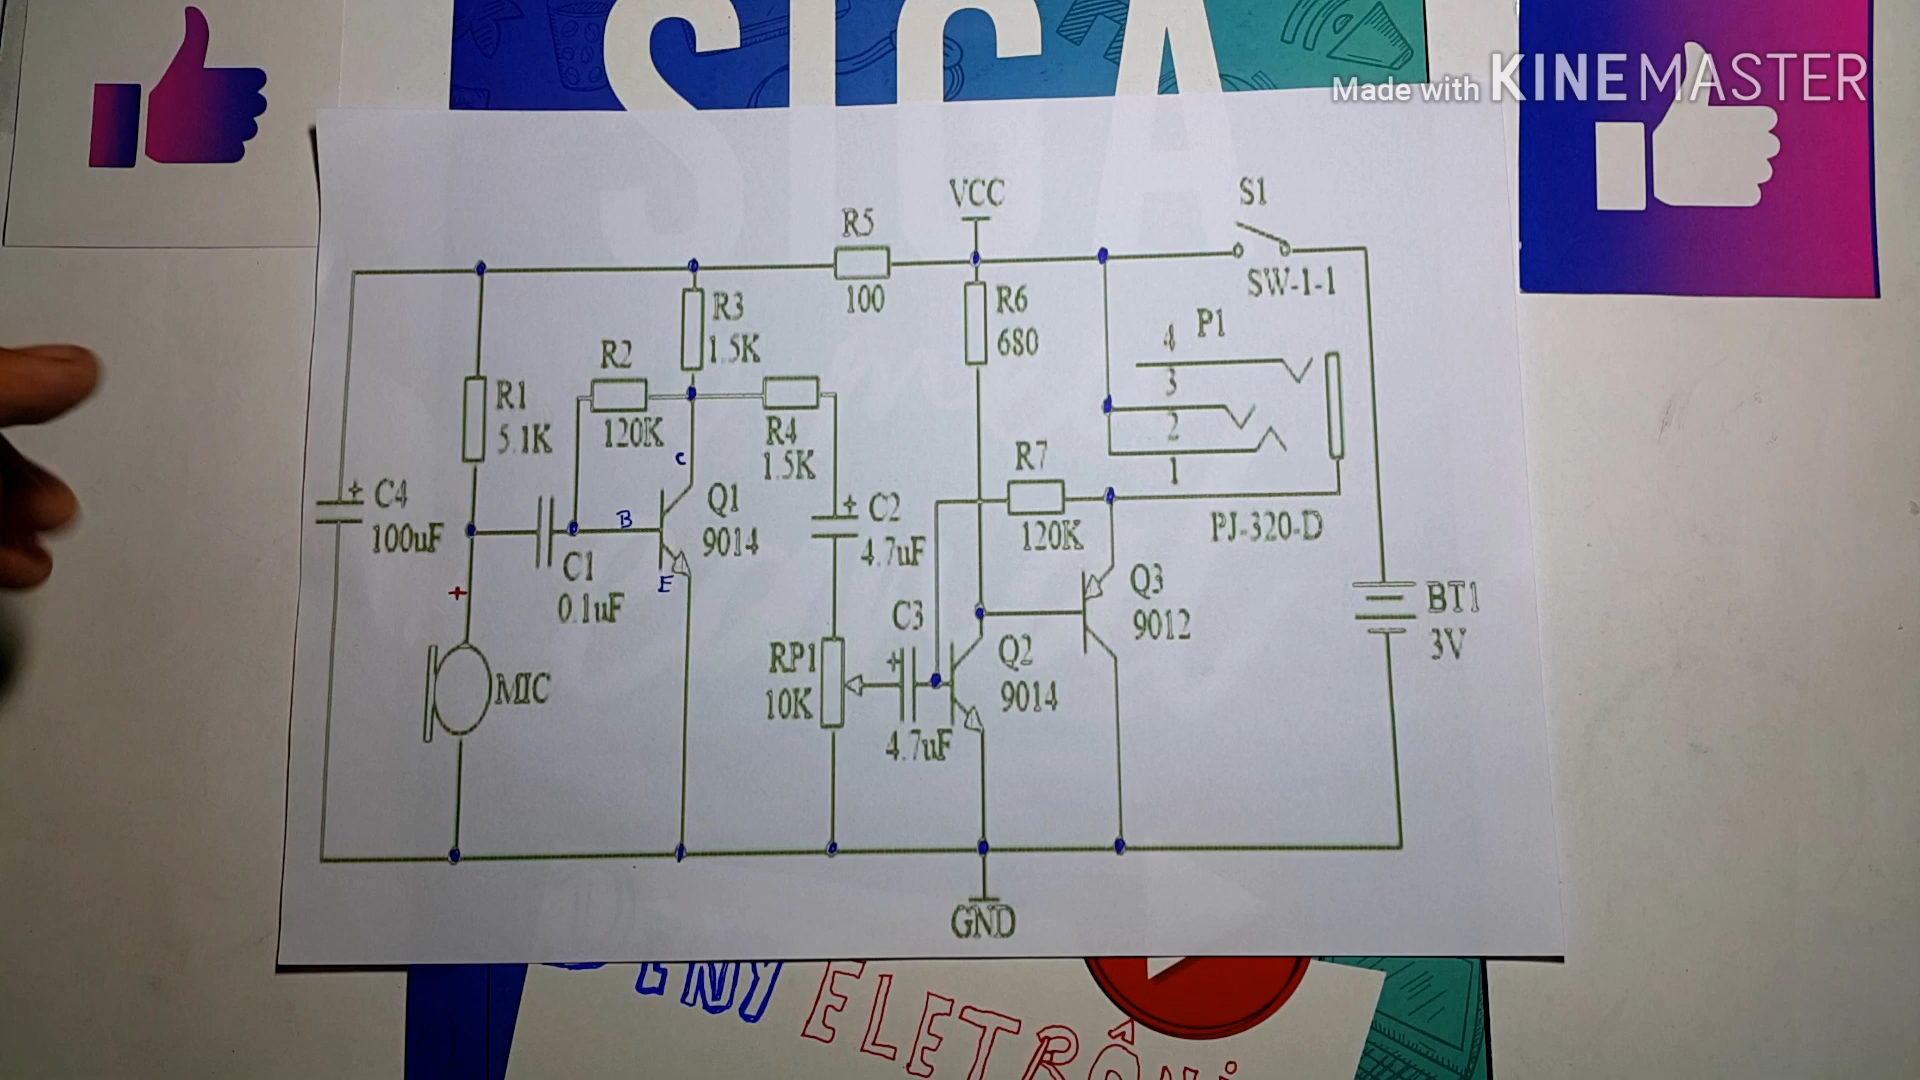 SICA
Made with KINEMASTER
VCC
S1
R5
100
SW-1-1
R3
1.5K
R6
680
4
P1
3
2
1
R2
120K
R1
5.1K
R4
1.5K
R7
120K
PJ-320-D
C
B
E
Q1
9014
C4
100uF
C2
4.7uF
C1
0.1uF
+
Q3
9012
BT1
3V
C3
RP1
10K
Q2
9014
MIC
4.7uF
GND